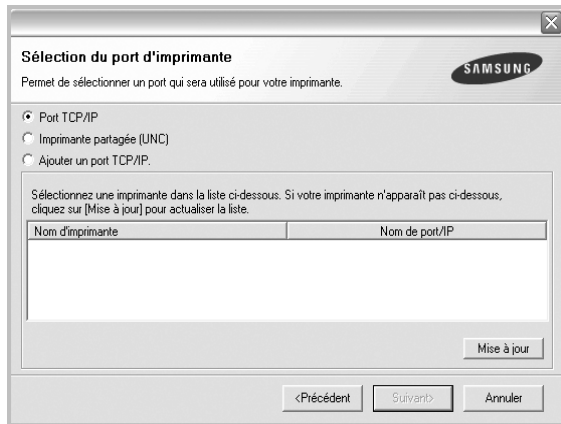 Sélection du port d'imprimante
Permet de sélectionner un port qui sera utilisé pour votre imprimante.
SAMSUNG
Port TCP/IP
Imprimante partagée (UNC)
Ajouter un port TCP/IP.
Sélectionnez une imprimante dans la liste ci-dessous. Si votre imprimante n'apparaît pas ci-dessous,
cliquez sur [Mise à jour] pour actualiser la liste.
Nom d'imprimante Nom de port/IP
Mise à jour
<Précédent Suivant> Annuler